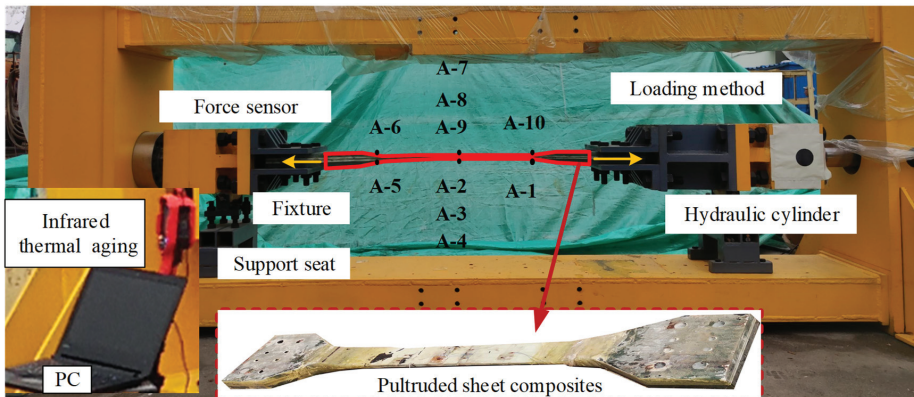 A-7
Force sensor
Loading method
A-8
A-6
A-9
A-10
A-5
A-2
A-1
Infrared
thermal aging
Fixture
A-3
Hydraulic cylinder
A-4
Support seat
PC
Pultruded sheet composites